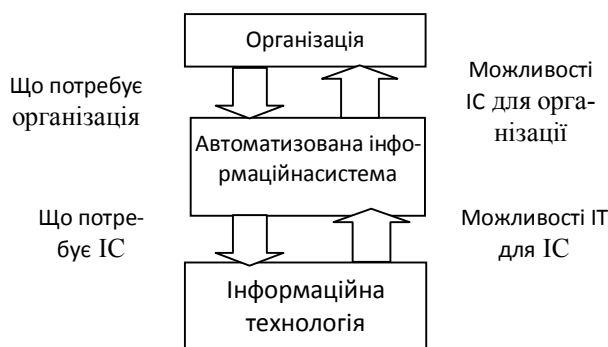 Організація
Що потребує
організація
Можливості
ІС для орга-
нізації
Автоматизована інфо-
рмаційнасистема
Що потре-
бує ІС
Можливості ІТ
для ІС
Інформаційна
технологія